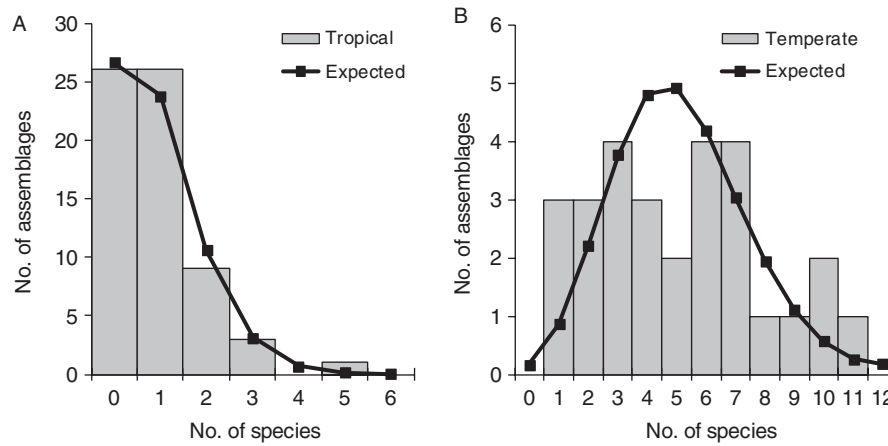 A
No. of assemblages
30
25
20
15
10
5
0
Tropical
Expected
0 1 2 3 4 5 6
No. of species
B
No. of assemblages
6
5
4
3
2
1
0
Temperate
Expected
0 1 2 3 4 5 6 7 8 9 10 11 12
No. of species